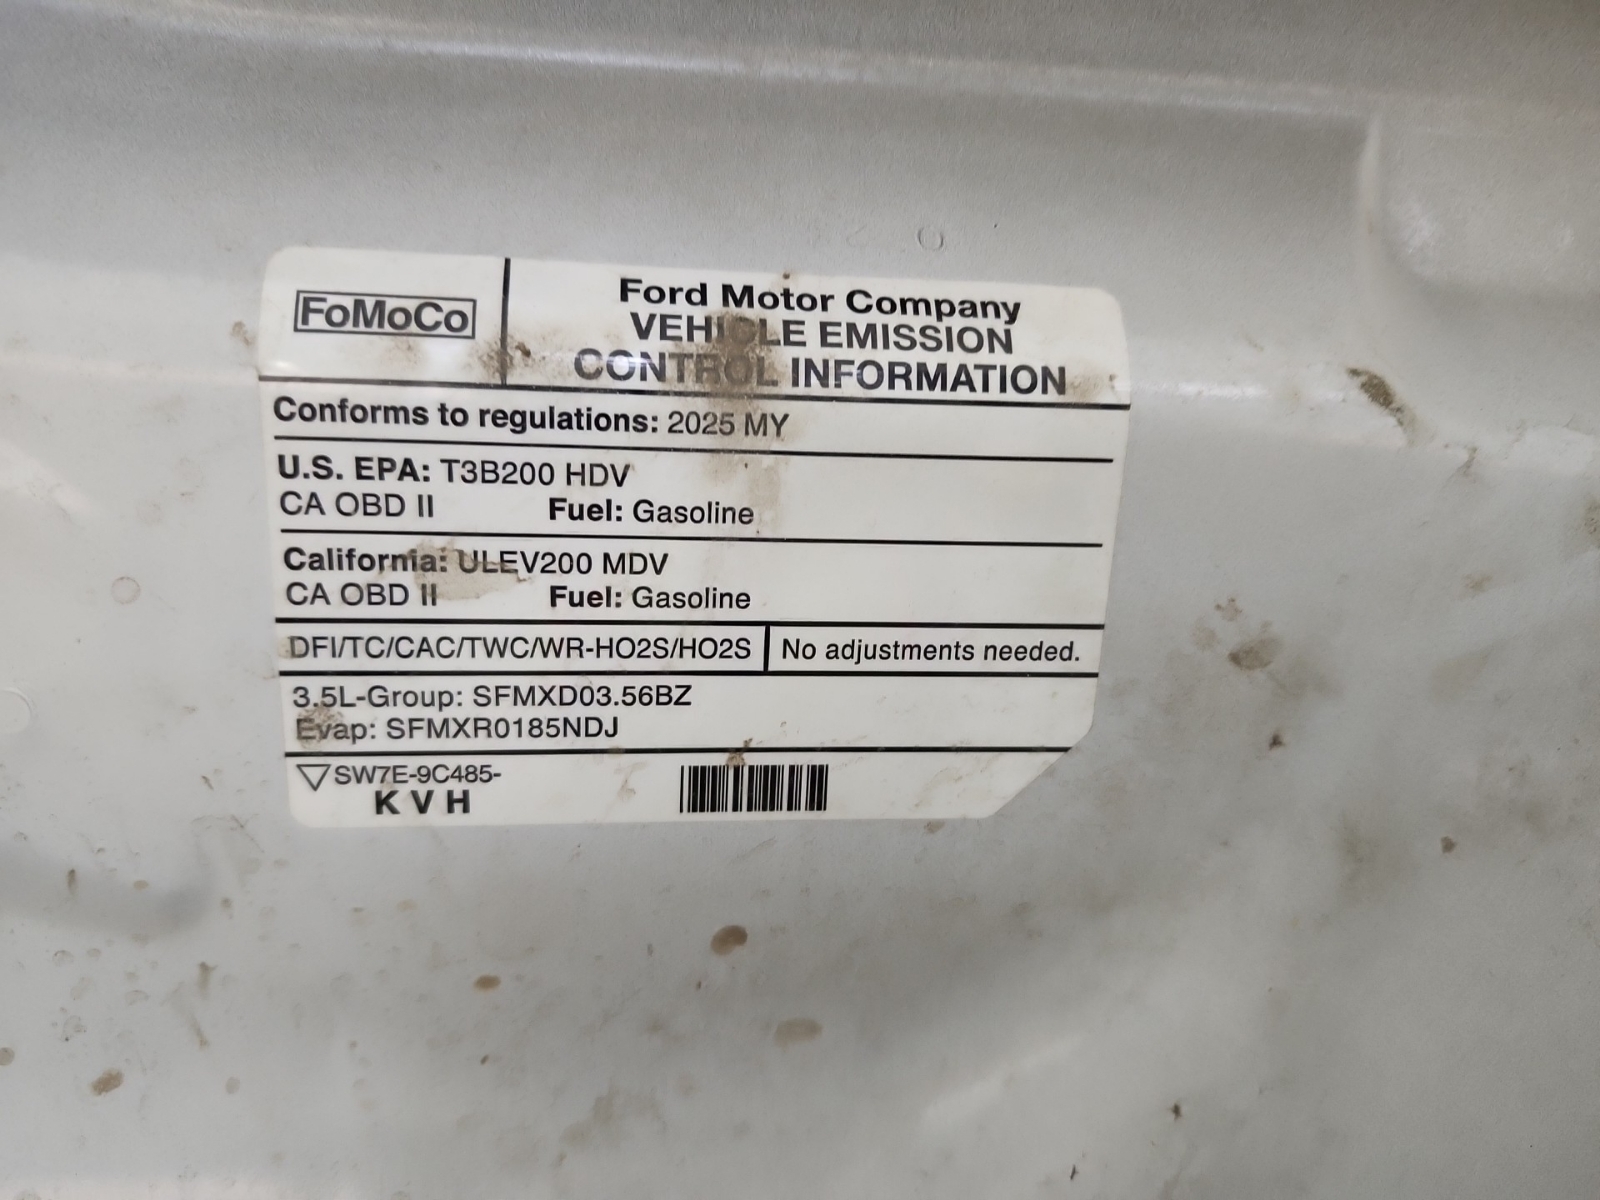 FoMoCo
Ford Motor Company
VEHICLE EMISSION
CONTROL INFORMATION
Conforms to regulations: 2025 MY
U.S. EPA: T3B200 HDV
CA OBD II Fuel: Gasoline
California: ULEV200 MDV
CA OBD II Fuel: Gasoline
DFI/TC/CAC/TWC/WR-HO2S/HO2S No adjustments needed.
3.5L-Group: SFMXD03.56BZ
Evap: SFMXR0185NDJ
SW7E-9C485-
K V H